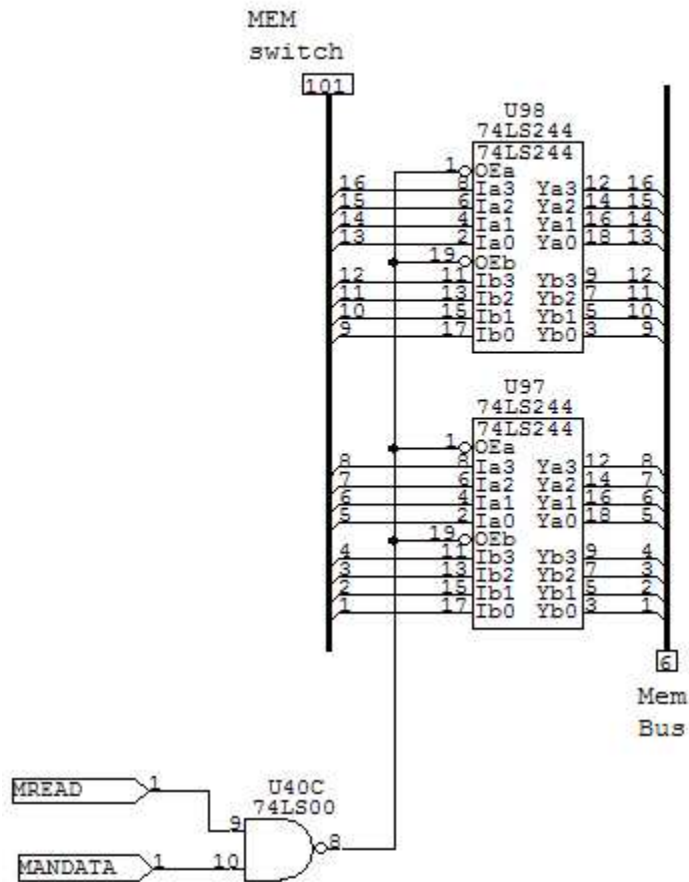 MEM
switch
101
U98
74LS244
74LS244
1 OEa
16 8 Ia3 Ya3 12 16
15 6 Ia2 Ya2 14 15
14 4 Ia1 Ya1 16 14
13 2 Ia0 Ya0 18 13
19 OEb
12 11 Ib3 Yb3 9 12
11 13 Ib2 Yb2 7 11
10 15 Ib1 Yb1 5 10
9 17 Ib0 Yb0 3 9
U97
74LS244
74LS244
1 OEa
8 8 Ia3 Ya3 12 8
7 6 Ia2 Ya2 14 7
6 4 Ia1 Ya1 16 6
5 2 Ia0 Ya0 18 5
19 OEb
4 11 Ib3 Yb3 9 4
3 13 Ib2 Yb2 7 3
2 15 Ib1 Yb1 5 2
1 17 Ib0 Yb0 3 1
6
Mem
Bus
MREAD 1
U40C
74LS00
9
8
MANDATA 1 10